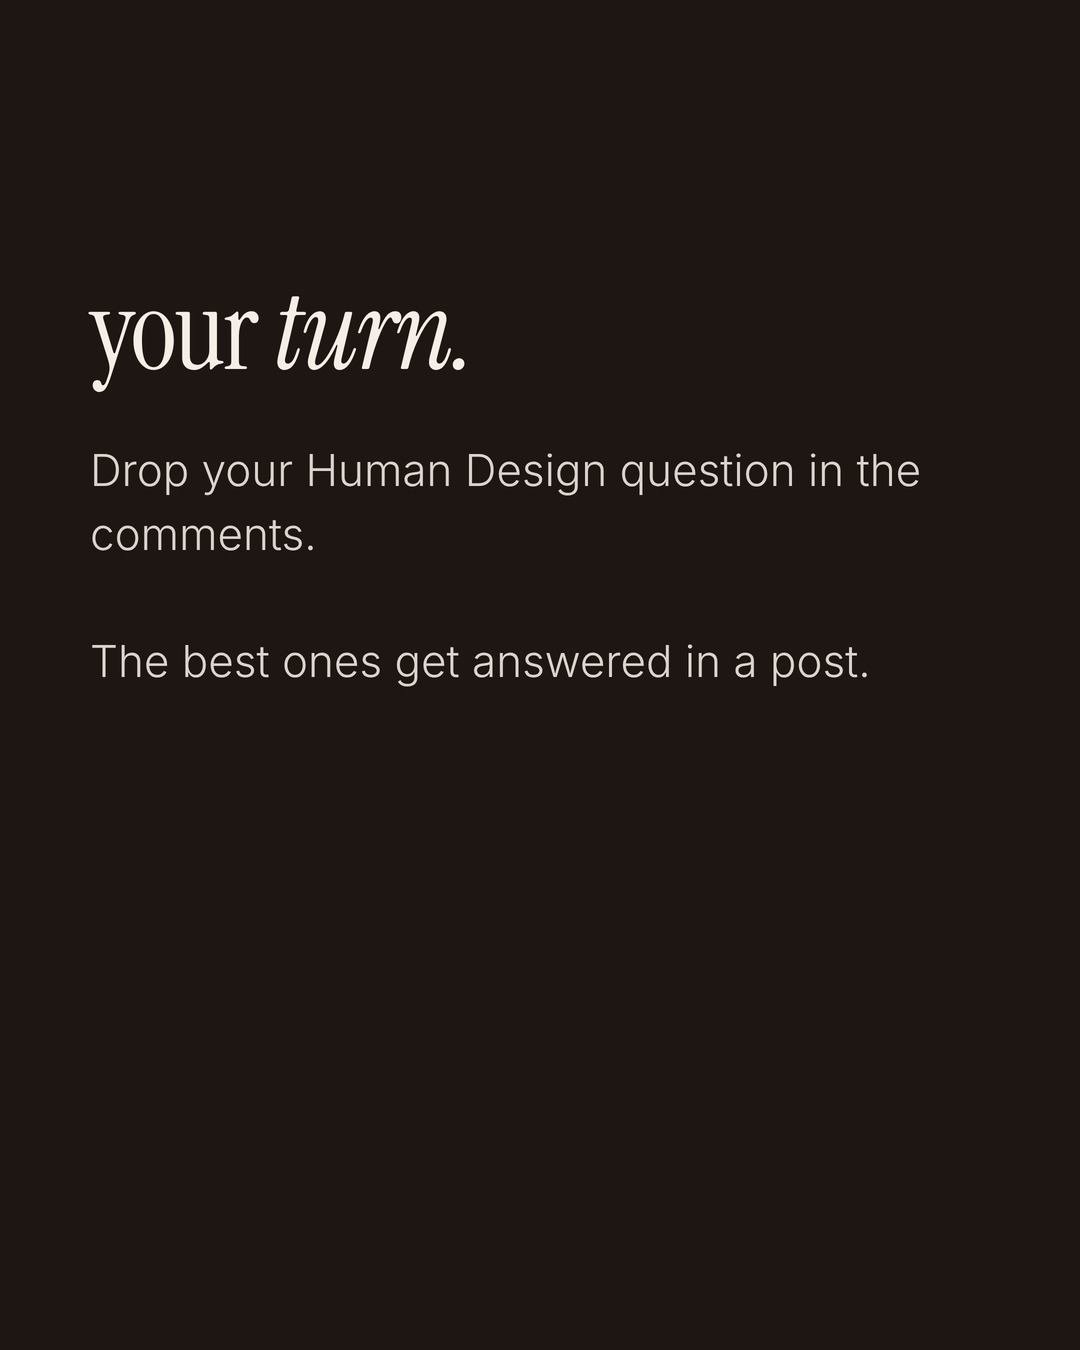 your turn.
Drop your Human Design question in the
comments.
The best ones get answered in a post.